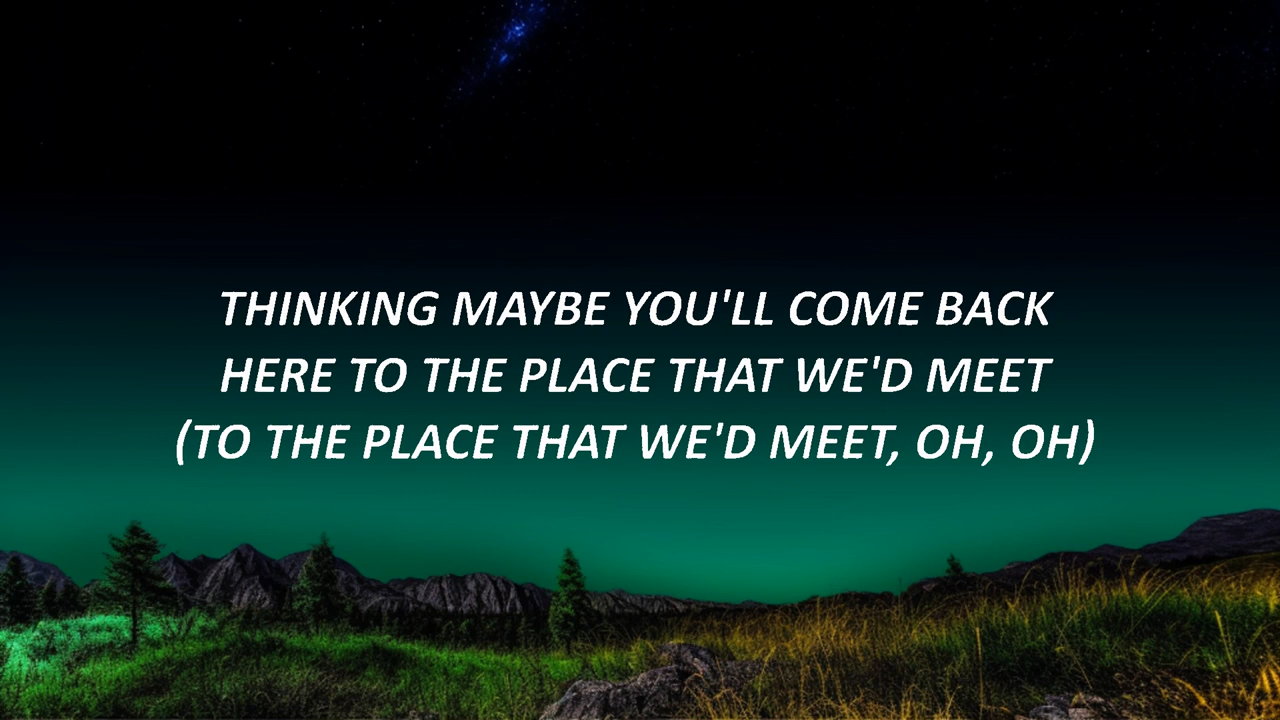 THINKING MAYBE YOU'LL COME BACK
HERE TO THE PLACE THAT WE'D MEET
(TO THE PLACE THAT WE'D MEET, OH, OH)